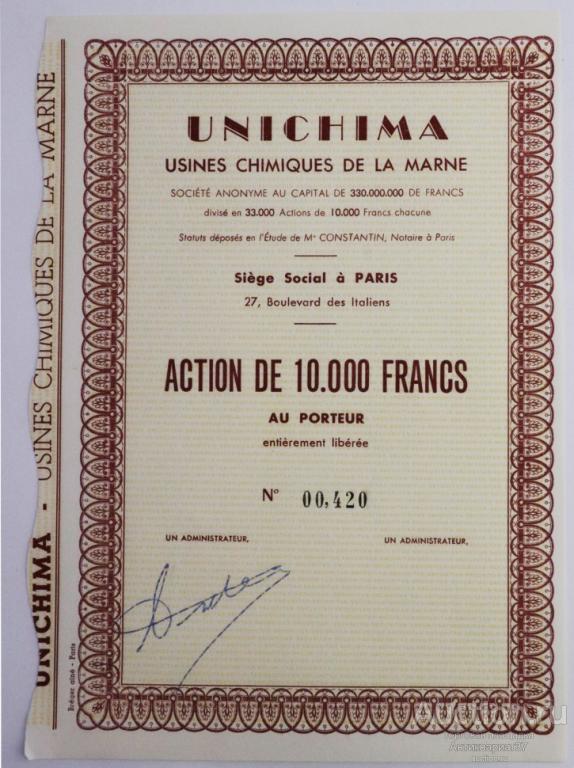 UNICHIMA
USINES CHIMIQUES DE LA MARNE
SOCIÉTÉ ANONYME AU CAPITAL DE 330.000.000 DE FRANCS
divisé en 33.000 Actions de 10.000 Francs chacune
Statuts déposés en l'Étude de Me CONSTANTIN, Notaire à Paris
Siège Social à PARIS
27, Boulevard des Italiens
ACTION DE 10.000 FRANCS
AU PORTEUR
entièrement libérée
No 00,420
UN ADMINISTRATEUR, UN ADMINISTRATEUR,
UNICHIMA - USINES CHIMIQUES DE LA MARNE
Paris
Антиквариат37